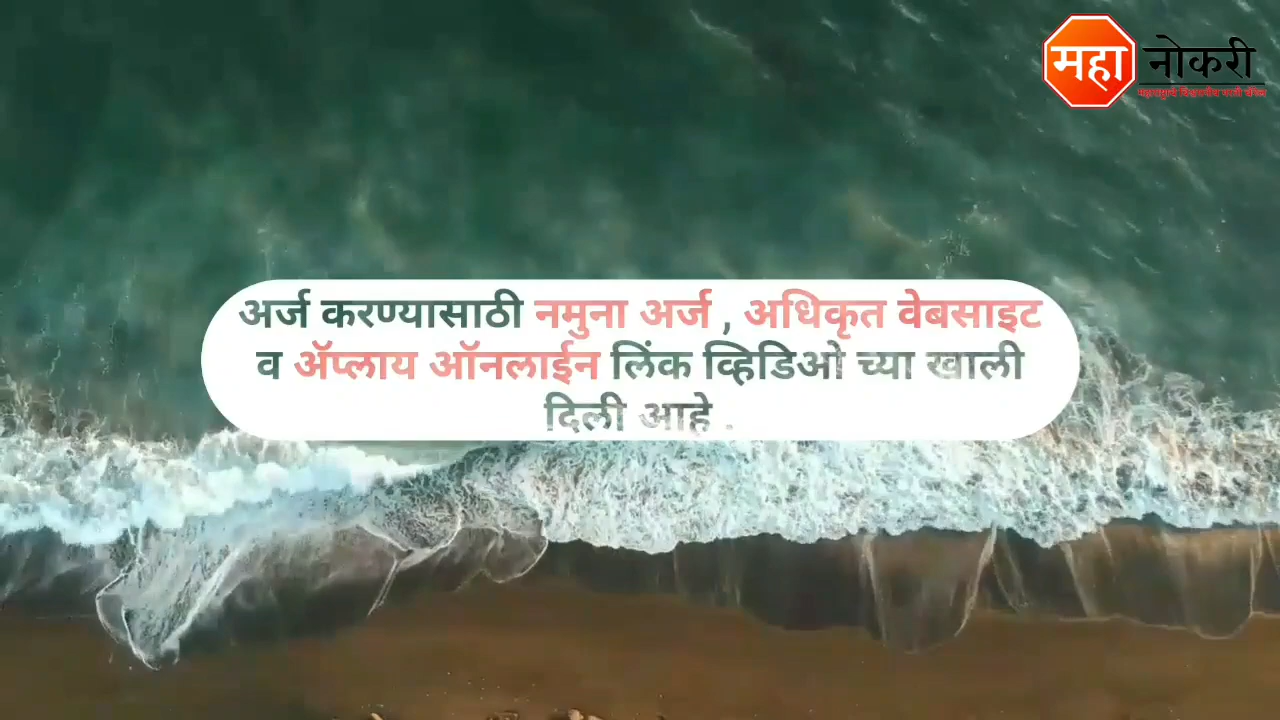 महा नोकरी
अर्ज करण्यासाठी नमुना अर्ज , अधिकृत वेबसाइट
व ॲप्लाय ऑनलाईन लिंक व्हिडिओ च्या खाली
दिली आहे .